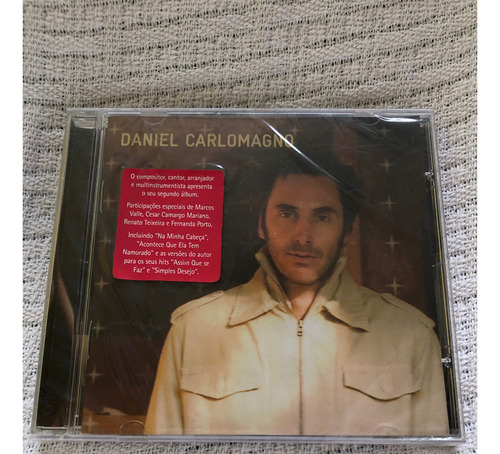 DANIEL CARLOMAGNO
O compositor, cantor, arranjador
e multinstrumentista apresenta
o seu segundo álbum.
Participações especiais de Marcos
Valle, Cesar Camargo Mariano,
Renato Teixeira e Fernanda Porto.
Incluindo "Na Minha Cabeça",
"Acontece Que Ela Tem
Namorado" e as versões do autor
para os seus hits "Assim Que se
Faz" e "Simples Desejo".